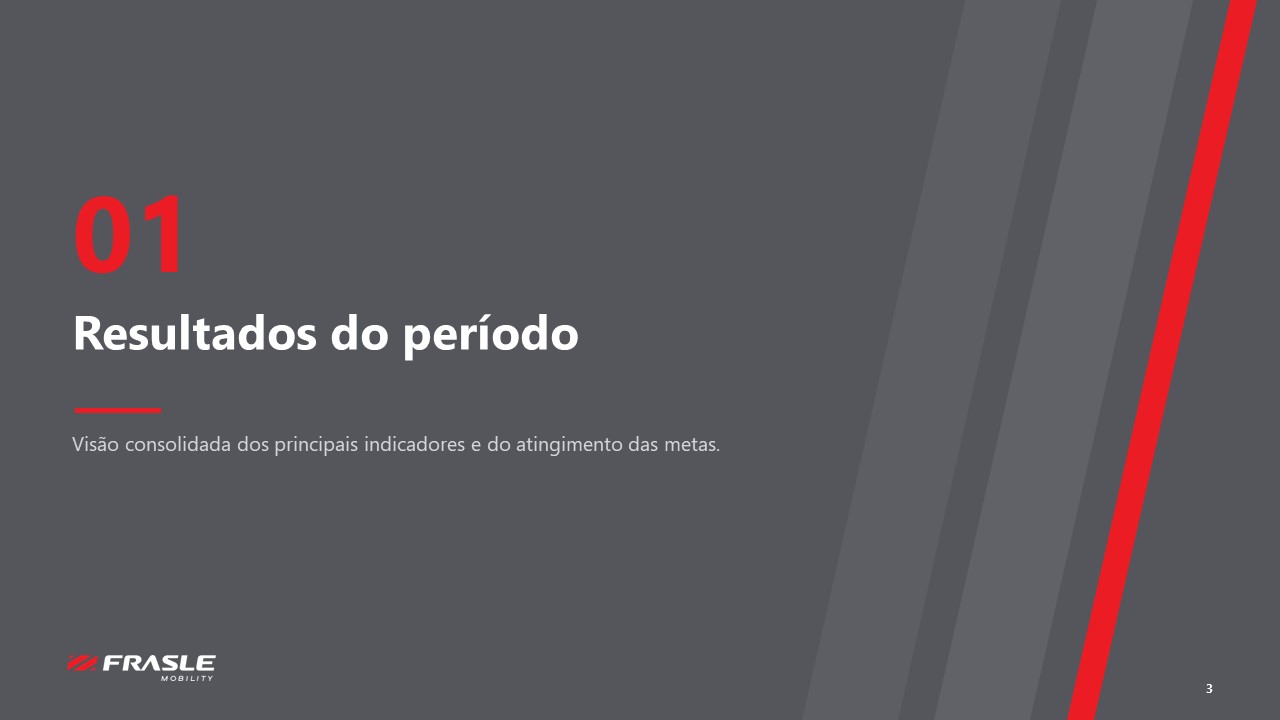 01
Resultados do período
Visão consolidada dos principais indicadores e do atingimento das metas.
FRASLE
MOBILITY
3